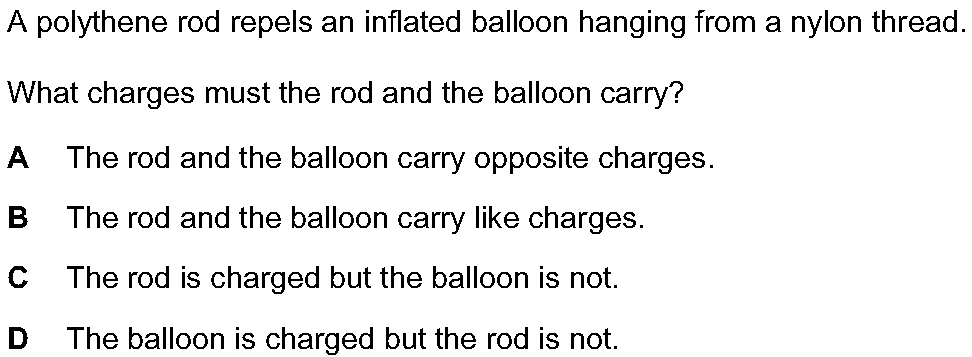 A polythene rod repels an inflated balloon hanging from a nylon thread.
What charges must the rod and the balloon carry?
A The rod and the balloon carry opposite charges.
B The rod and the balloon carry like charges.
C The rod is charged but the balloon is not.
D The balloon is charged but the rod is not.